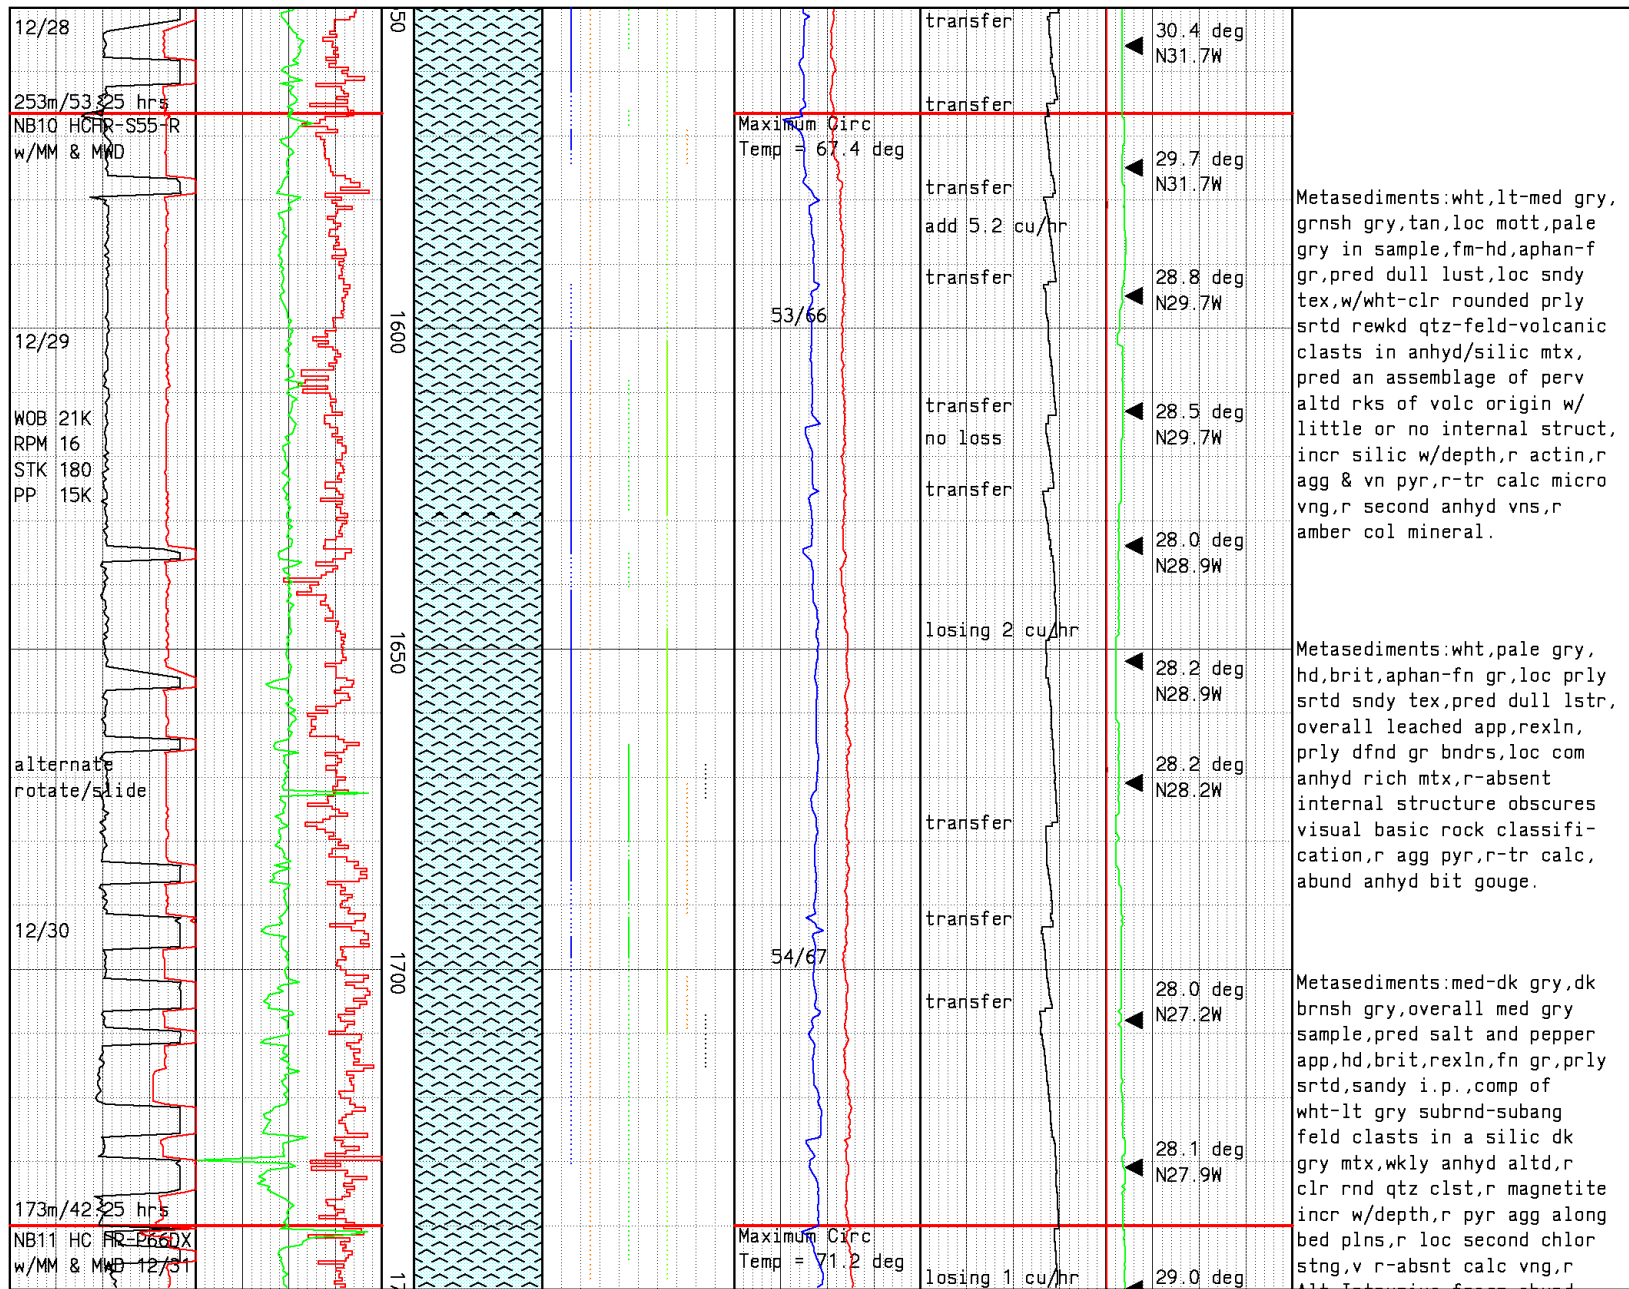 12/28
253m/53.25 hrs
NB10 HCHR-S55-R
w/MM & MWD
12/29
WOB 21K
RPM 16
STK 180
PP 15K
alternate
rotate/slide
12/30
173m/42.25 hrs
NB11 HC HR-P66DX
w/MM & MWD 12/31
50
1600
1650
1700
Maximum Circ
Temp = 67.4 deg
53/66
54/67
Maximum Circ
Temp = 71.2 deg
transfer
transfer
transfer
add 5.2 cu/hr
transfer
transfer
no loss
transfer
losing 2 cu/hr
transfer
transfer
transfer
losing 1 cu/hr
30.4 deg
N31.7W
29.7 deg
N31.7W
28.8 deg
N29.7W
28.5 deg
N29.7W
28.0 deg
N28.9W
28.2 deg
N28.9W
28.2 deg
N28.2W
28.0 deg
N27.2W
28.1 deg
N27.9W
29.0 deg
Metasediments:wht,lt-med gry,
grnsh gry,tan,loc mott,pale
gry in sample,fm-hd,aphan-f
gr,pred dull lust,loc sndy
tex,w/wht-clr rounded prly
srtd rewkd qtz-feld-volcanic
clasts in anhyd/silic mtx,
pred an assemblage of perv
altd rks of volc origin w/
little or no internal struct,
incr silic w/depth,r actin,r
agg & vn pyr,r-tr calc micro
vng,r second anhyd vns,r
amber col mineral.
Metasediments:wht,pale gry,
hd,brit,aphan-fn gr,loc prly
srtd sndy tex,pred dull lstr,
overall leached app,rexln,
prly dfnd gr bndrs,loc com
anhyd rich mtx,r-absent
internal structure obscures
visual basic rock classifi-
cation,r agg pyr,r-tr calc,
abund anhyd bit gouge.
Metasediments:med-dk gry,dk
brnsh gry,overall med gry
sample,pred salt and pepper
app,hd,brit,rexln,fn gr,prly
srtd,sandy i.p.,comp of
wht-lt gry subrnd-subang
feld clasts in a silic dk
gry mtx,wkly anhyd altd,r
clr rnd qtz clst,r magnetite
incr w/depth,r pyr agg along
bed plns,r loc second chlor
stng,v r-absnt calc vng,r